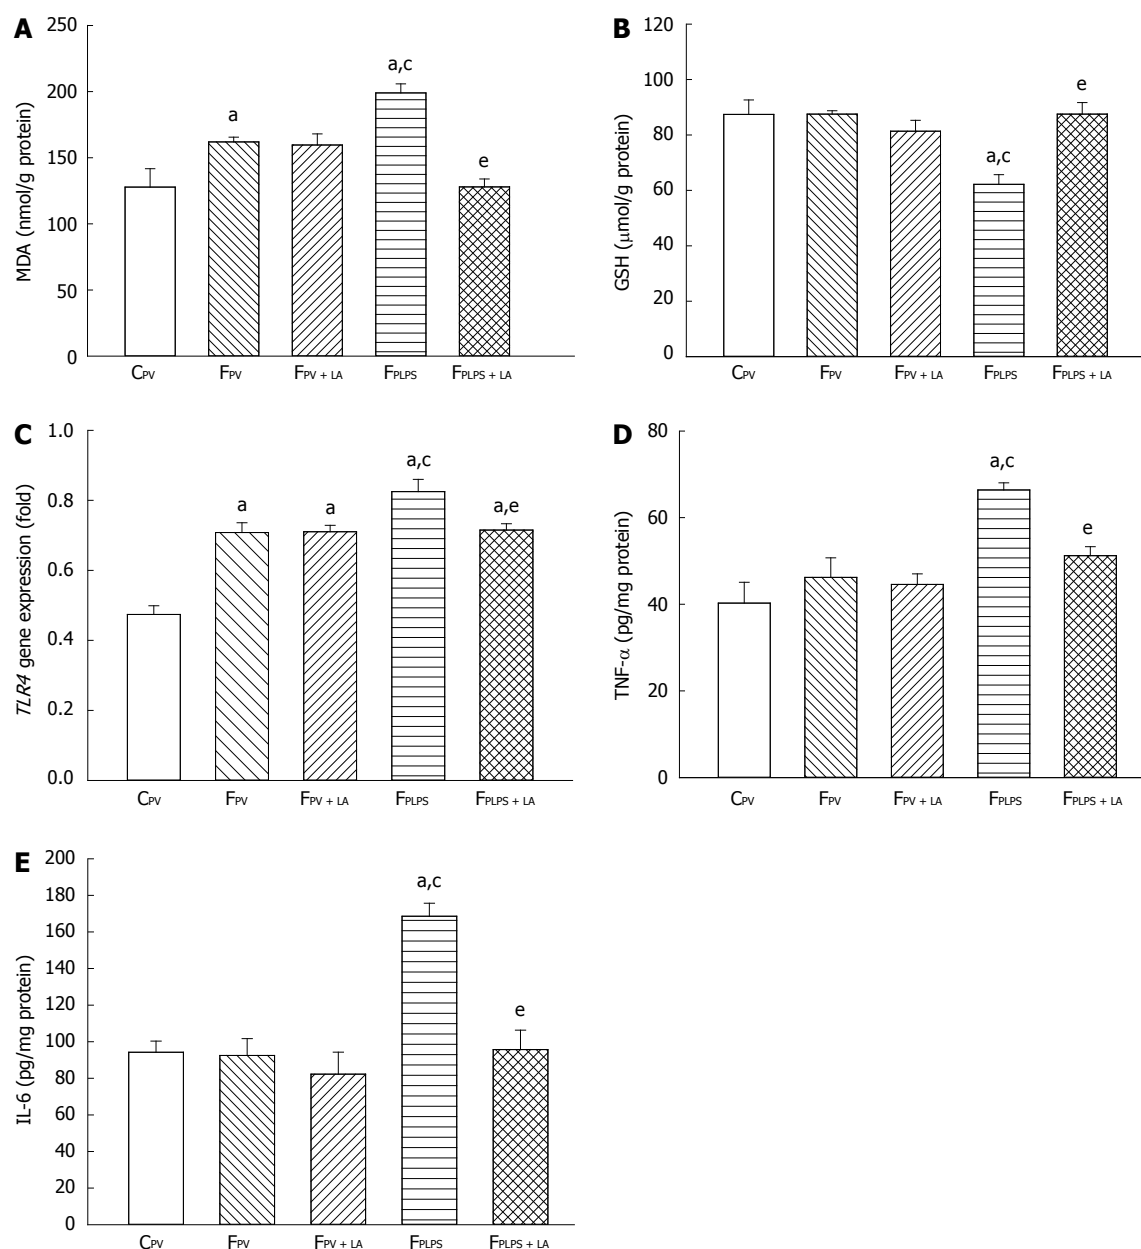 A
MDA (nmol/g protein)
250
200
150
100
50
0
a
a,c
e
CPV FPV FPV + LA FPLPS FPLPS + LA
B
GSH (μmol/g protein)
120
100
80
60
40
20
0
a,c
e
CPV FPV FPV + LA FPLPS FPLPS + LA
C
TLR4 gene expression (fold)
1.0
0.8
0.6
0.4
0.2
0.0
a
a
a,c
a,e
CPV FPV FPV + LA FPLPS FPLPS + LA
D
TNF-α (pg/mg protein)
80
60
40
20
0
a,c
e
CPV FPV FPV + LA FPLPS FPLPS + LA
E
IL-6 (pg/mg protein)
200
180
160
140
120
100
80
60
40
20
0
a,c
e
CPV FPV FPV + LA FPLPS FPLPS + LA